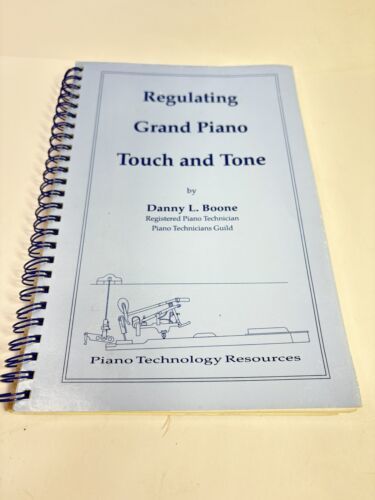 Regulating
Grand Piano
Touch and Tone
by
Danny L. Boone
Registered Piano Technician
Piano Technicians Guild
Piano Technology Resources